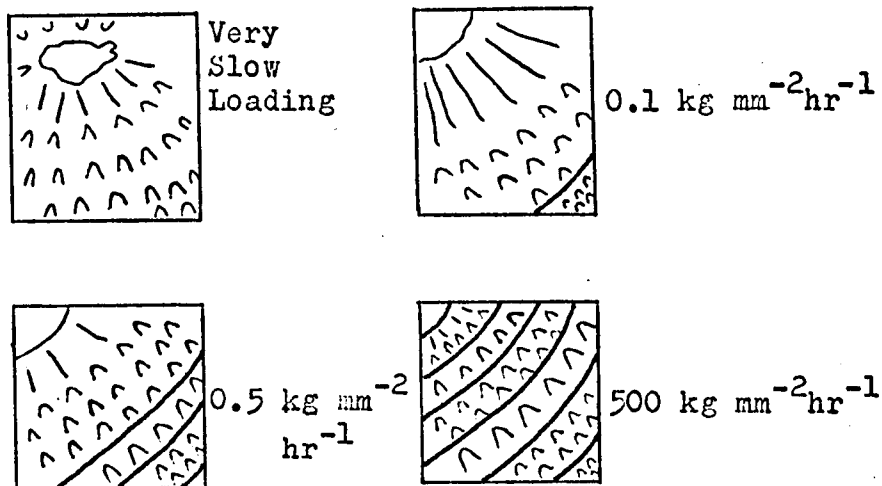 Very
Slow
Loading
0.1 kg mm⁻²hr⁻¹
0.5 kg mm⁻²
hr⁻¹
500 kg mm⁻²hr⁻¹